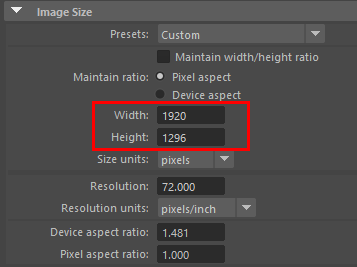 Image Size
Presets: Custom
Maintain width/height ratio
Maintain ratio: Pixel aspect
Device aspect
Width: 1920
Height: 1296
Size units: pixels
Resolution: 72.000
Resolution units: pixels/inch
Device aspect ratio: 1.481
Pixel aspect ratio: 1.000